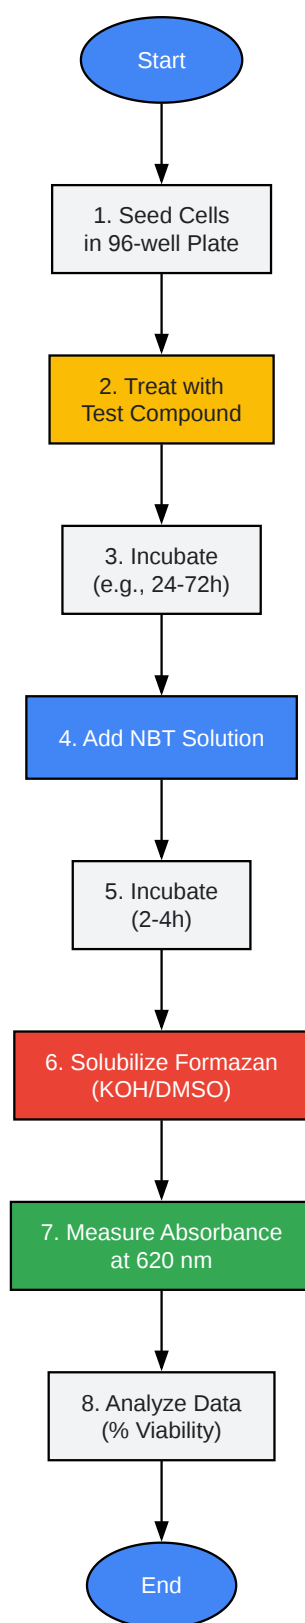 Start
1. Seed Cells
in 96-well Plate
2. Treat with
Test Compound
3. Incubate
(e.g., 24-72h)
4. Add NBT Solution
5. Incubate
(2-4h)
6. Solubilize Formazan
(KOH/DMSO)
7. Measure Absorbance
at 620 nm
8. Analyze Data
(% Viability)
End